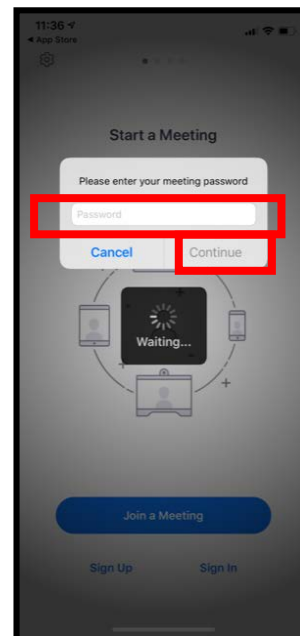 11:36
◄ App Store
Start a Meeting
Please enter your meeting password
Password
Cancel
Continue
Waiting...
Join a Meeting
Sign Up
Sign In